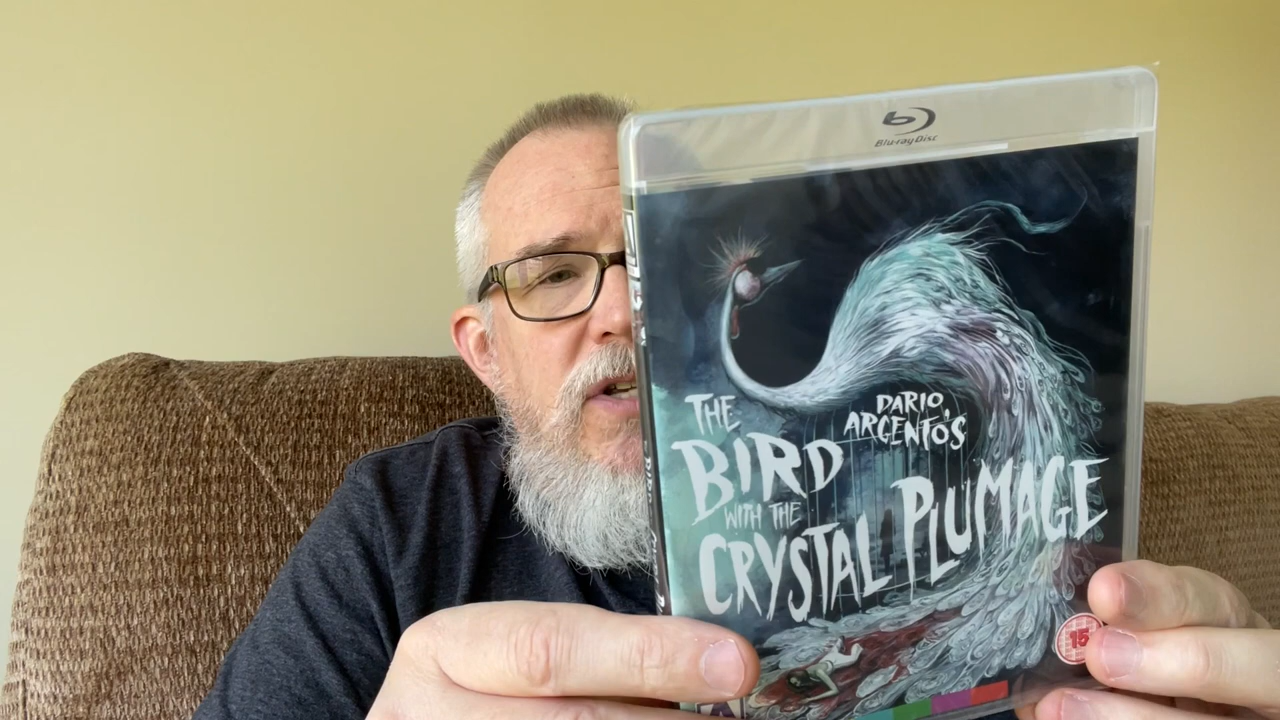 Blu-ray Disc
DARIO
ARGENTO'S
THE
BIRD
WITH THE
CRYSTAL PLUMAGE
15